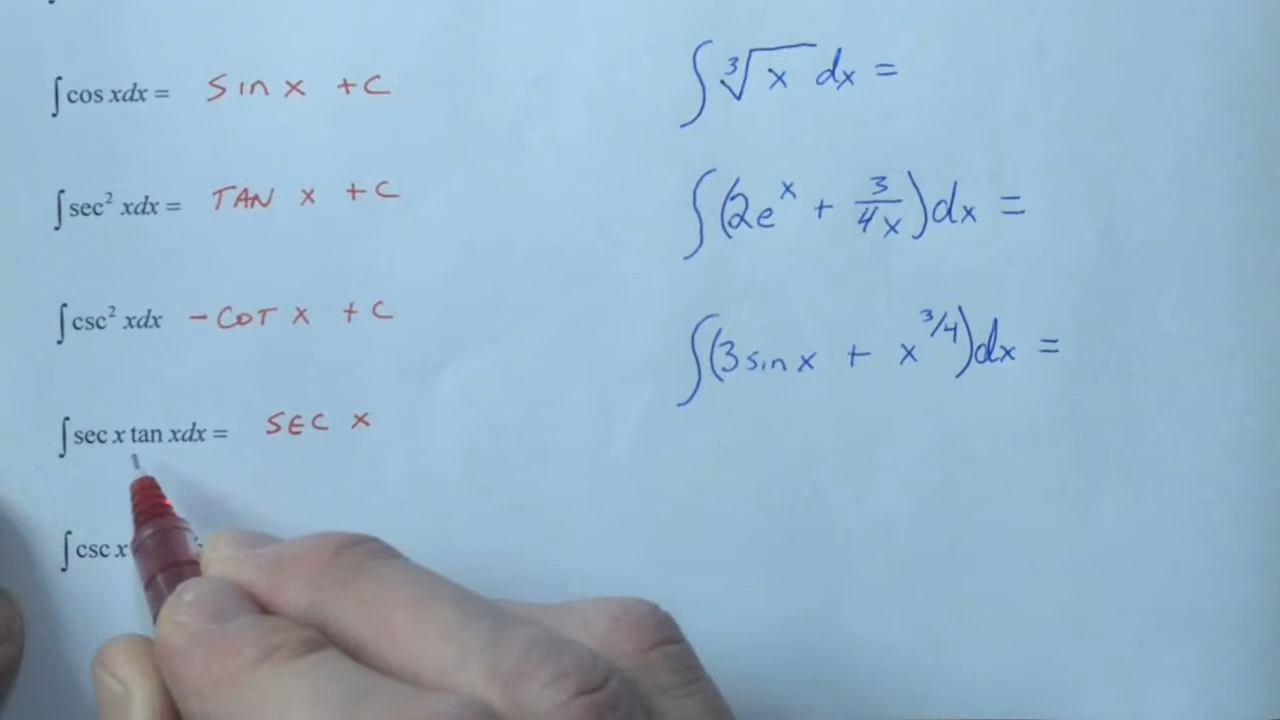 ∫ cos xdx = sin x + C
∫ sec² xdx = TAN x + C
∫ csc² xdx - COT x + C
∫ sec x tan xdx = SEC x
∫ csc x
∫ ∛x dx =
∫(2eˣ + 3/4x)dx =
∫(3 sin x + x^3/4)dx =